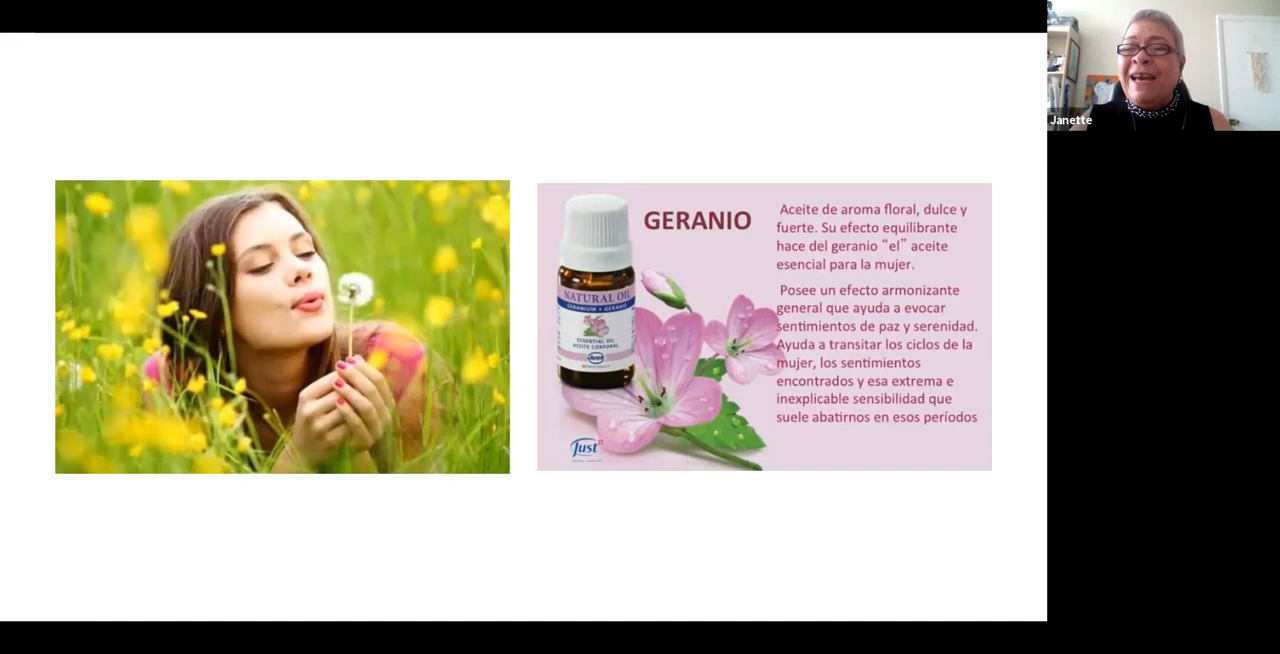 Janette
GERANIO
Aceite de aroma floral, dulce y
fuerte. Su efecto equilibrante
hace del geranio “el” aceite
esencial para la mujer.
Posee un efecto armonizante
general que ayuda a evocar
sentimientos de paz y serenidad.
Ayuda a transitar los ciclos de la
mujer, los sentimientos
encontrados y esa extrema e
inexplicable sensibilidad que
suele abatirnos en esos períodos
NATURAL OIL
GERANIUM • GERANIO
ESSENTIAL OIL
ACEITE CORPORAL
Just
Just